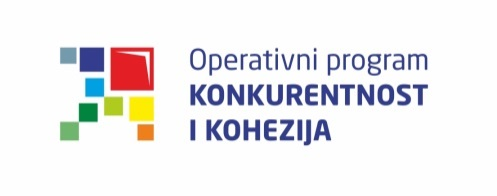 Operativni program
KONKURENTNOST
I KOHEZIJA